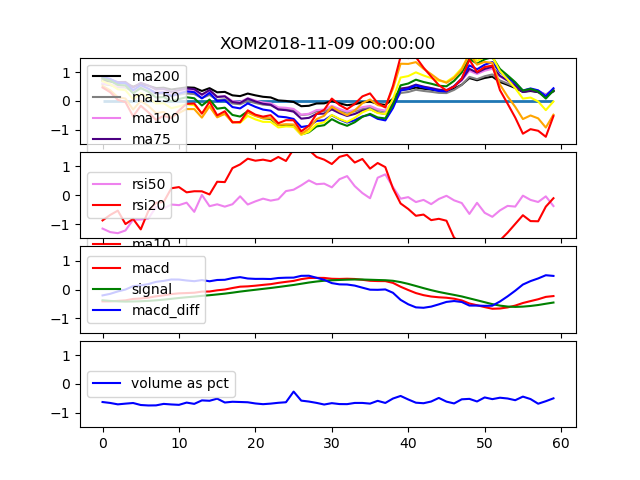 XOM2018-11-09 00:00:00
1
0
−1
ma200
ma150
ma100
ma75
1
0
−1
rsi50
rsi20
ma10
1
0
−1
macd
signal
macd_diff
1
0
−1
volume as pct
0 10 20 30 40 50 60